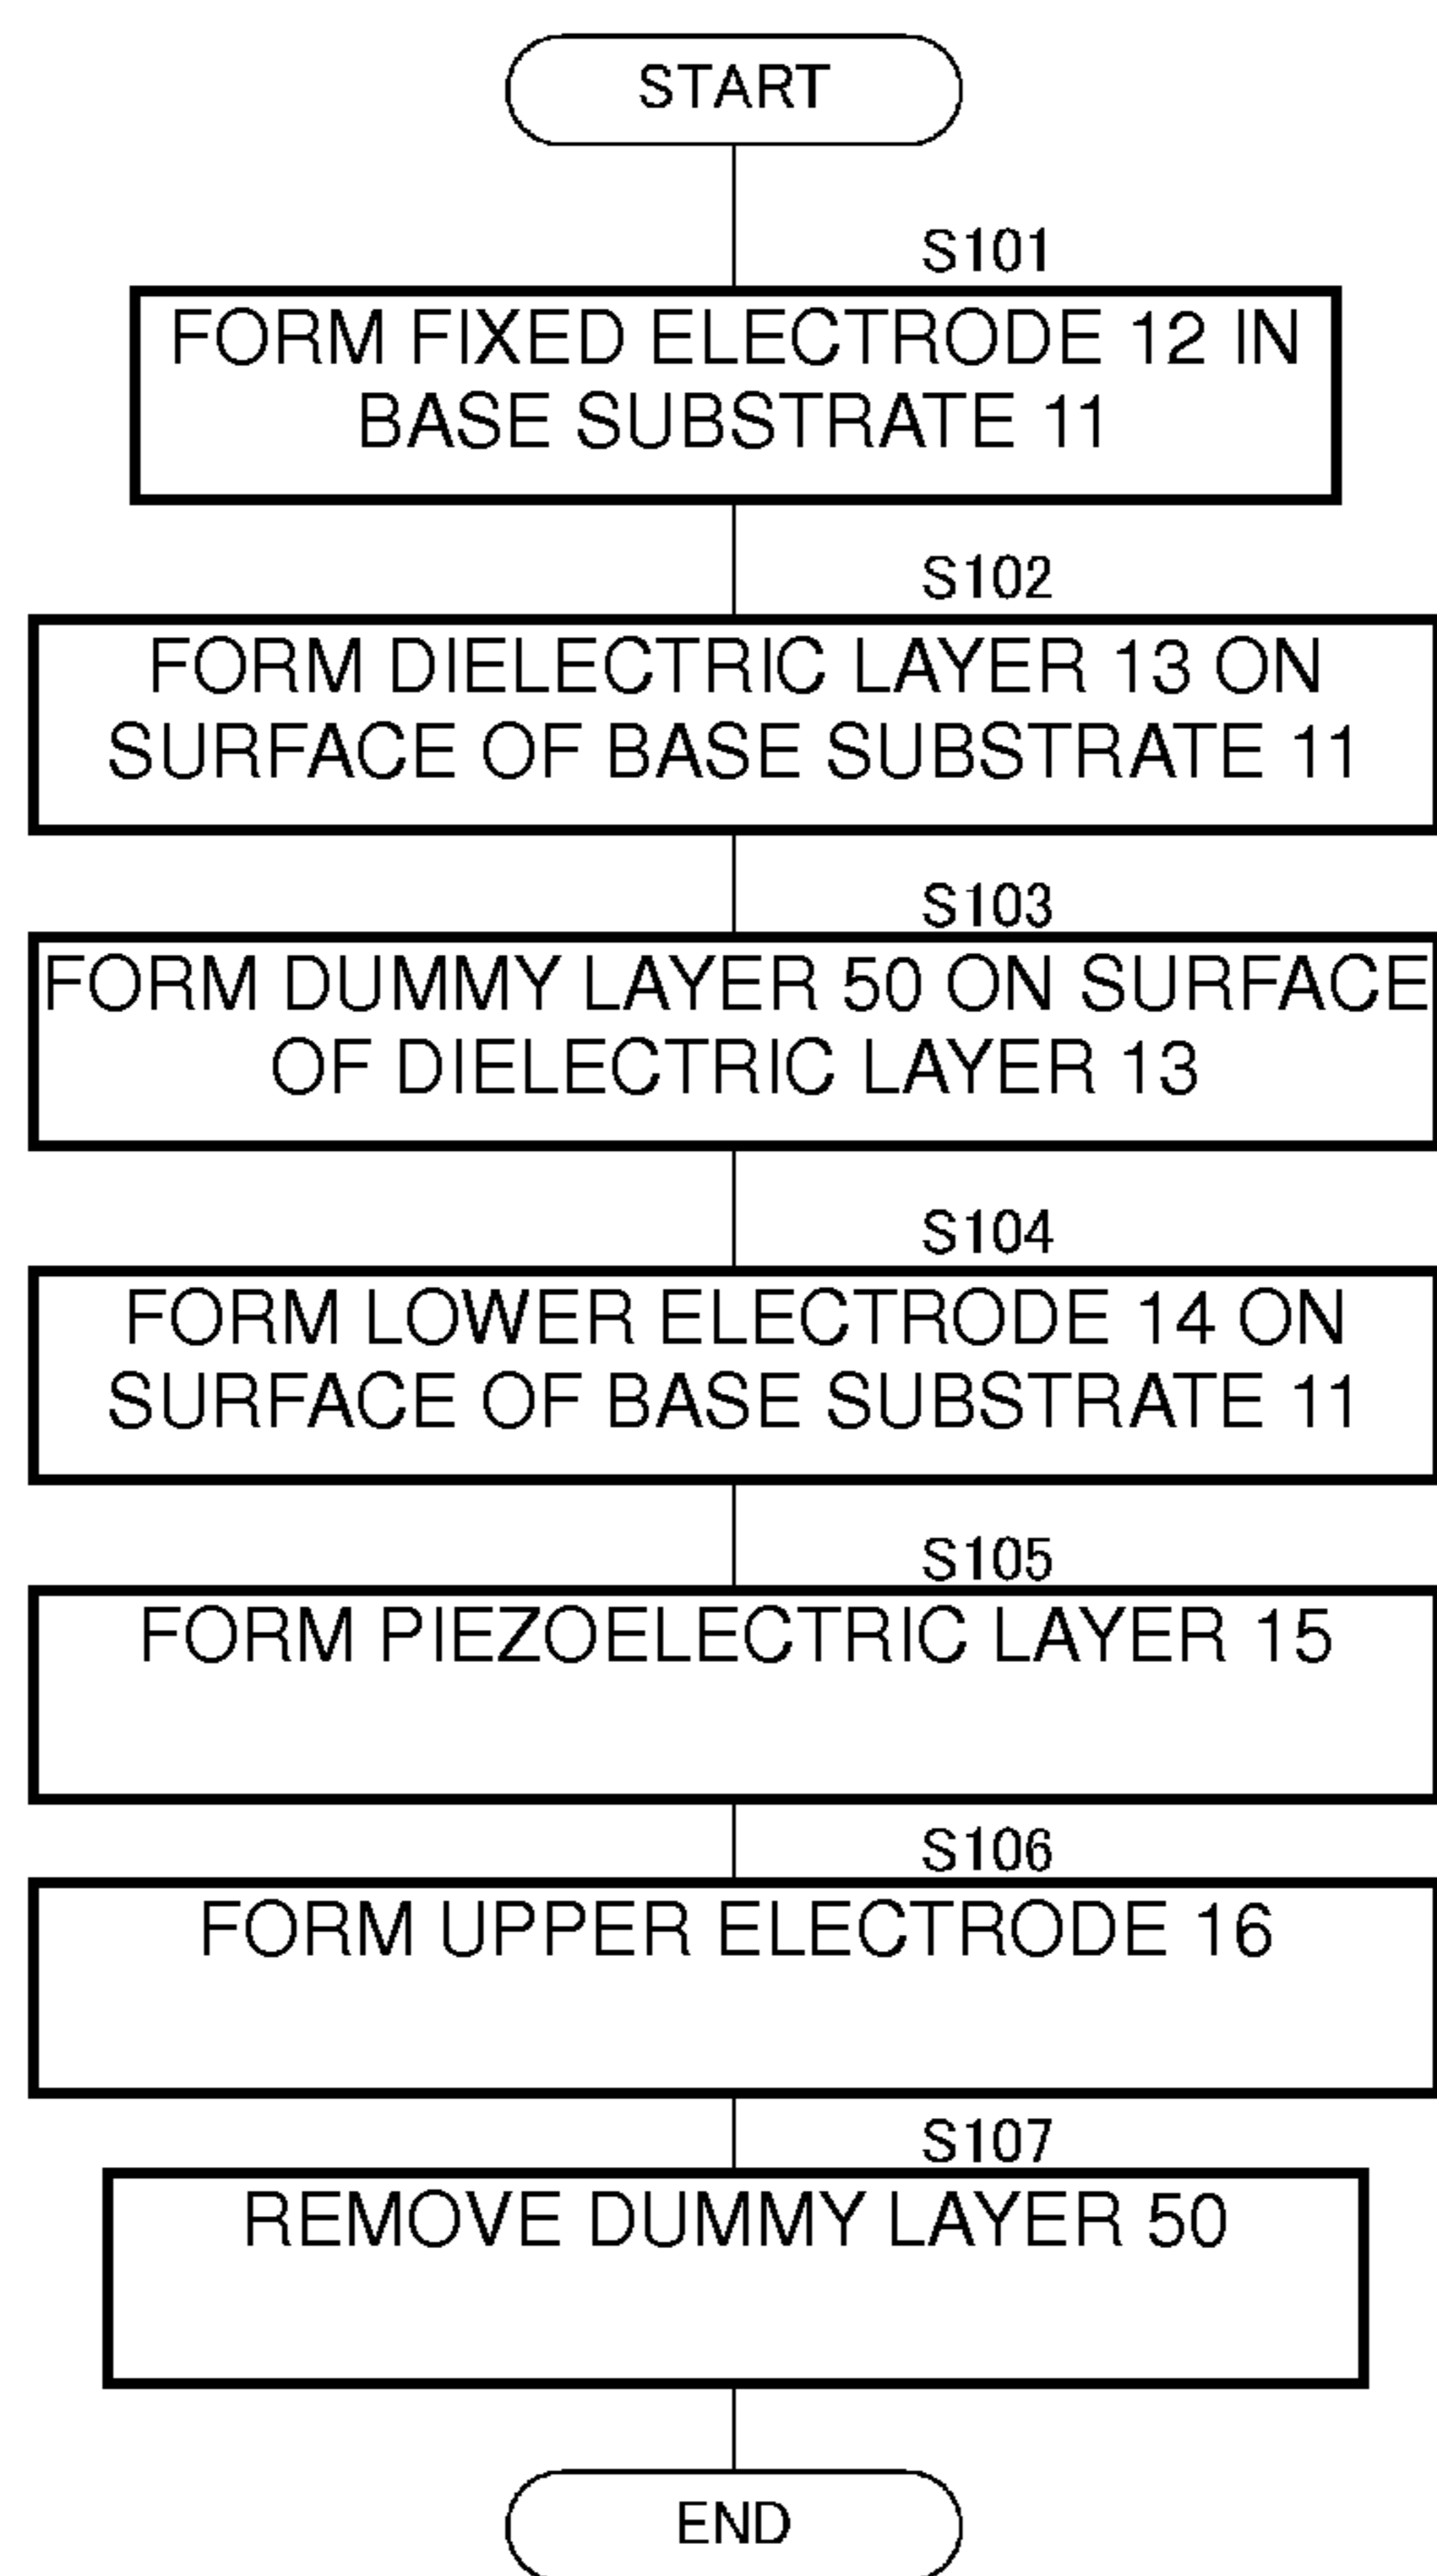 START
S101
FORM FIXED ELECTRODE 12 IN
BASE SUBSTRATE 11
S102
FORM DIELECTRIC LAYER 13 ON
SURFACE OF BASE SUBSTRATE 11
S103
FORM DUMMY LAYER 50 ON SURFACE
OF DIELECTRIC LAYER 13
S104
FORM LOWER ELECTRODE 14 ON
SURFACE OF BASE SUBSTRATE 11
S105
FORM PIEZOELECTRIC LAYER 15
S106
FORM UPPER ELECTRODE 16
S107
REMOVE DUMMY LAYER 50
END